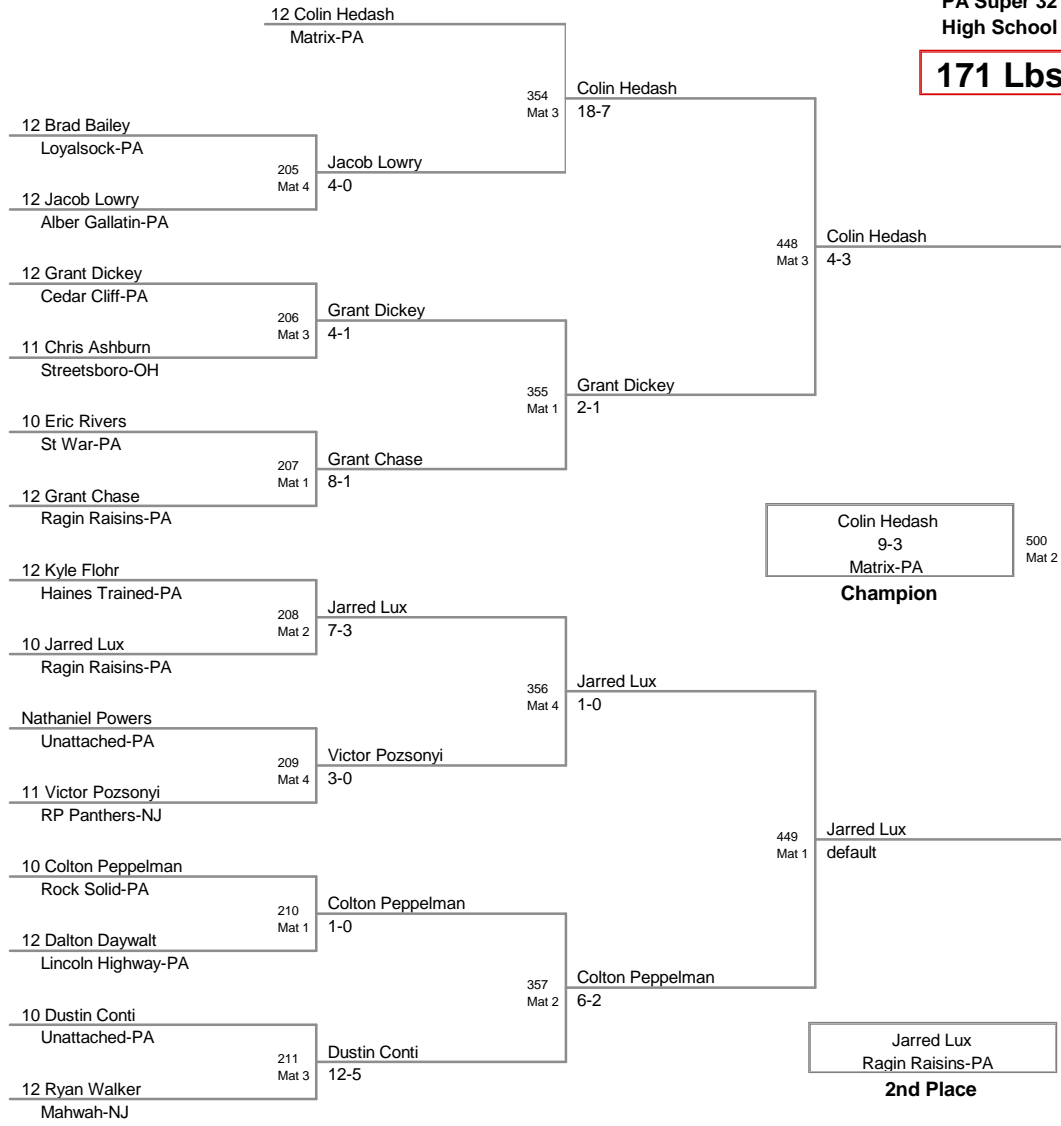 PA Super 32
High School
171 Lbs
12 Colin Hedash
Matrix-PA
354
Mat 3
Colin Hedash
18-7
12 Brad Bailey
Loyalsock-PA
205
Mat 4
Jacob Lowry
4-0
12 Jacob Lowry
Alber Gallatin-PA
448
Mat 3
Colin Hedash
4-3
12 Grant Dickey
Cedar Cliff-PA
206
Mat 3
Grant Dickey
4-1
11 Chris Ashburn
Streetsboro-OH
355
Mat 1
Grant Dickey
2-1
10 Eric Rivers
St War-PA
207
Mat 1
Grant Chase
8-1
12 Grant Chase
Ragin Raisins-PA
Colin Hedash
9-3
Matrix-PA
500
Mat 2
Champion
12 Kyle Flohr
Haines Trained-PA
208
Mat 2
Jarred Lux
7-3
10 Jarred Lux
Ragin Raisins-PA
356
Mat 4
Jarred Lux
1-0
Nathaniel Powers
Unattached-PA
209
Mat 4
Victor Pozsonyi
3-0
11 Victor Pozsonyi
RP Panthers-NJ
449
Mat 1
Jarred Lux
default
10 Colton Peppelman
Rock Solid-PA
210
Mat 1
Colton Peppelman
1-0
12 Dalton Daywalt
Lincoln Highway-PA
357
Mat 2
Colton Peppelman
6-2
10 Dustin Conti
Unattached-PA
211
Mat 3
Dustin Conti
12-5
12 Ryan Walker
Mahwah-NJ
Jarred Lux
Ragin Raisins-PA
2nd Place